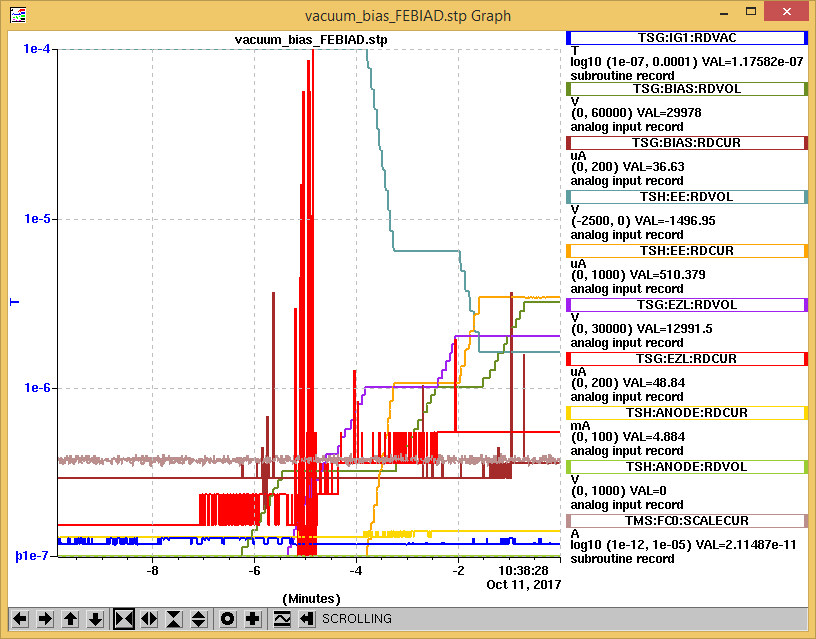 vacuum_bias_FEBIAD.stp Graph
vacuum_bias_FEBIAD.stp
1e-4
1e-5
T
1e-6
1e-7
-8
-6
-4
-2
10:38:28
Oct 11, 2017
(Minutes)
TSG:IG1:RDVAC
T
log10 (1e-07, 0.0001) VAL=1.17582e-07
subroutine record
TSG:BIAS:RDVOL
V
(0, 60000) VAL=29978
analog input record
TSG:BIAS:RDCUR
uA
(0, 200) VAL=36.63
analog input record
TSH:EE:RDVOL
V
(-2500, 0) VAL=-1496.95
analog input record
TSH:EE:RDCUR
uA
(0, 1000) VAL=510.379
analog input record
TSG:EZL:RDVOL
V
(0, 30000) VAL=12991.5
analog input record
TSG:EZL:RDCUR
uA
(0, 200) VAL=48.84
analog input record
TSH:ANODE:RDCUR
mA
(0, 100) VAL=4.884
analog input record
TSH:ANODE:RDVOL
V
(0, 1000) VAL=0
analog input record
TMS:FC0:SCALECUR
A
log10 (1e-12, 1e-05) VAL=2.11487e-11
subroutine record
SCROLLING